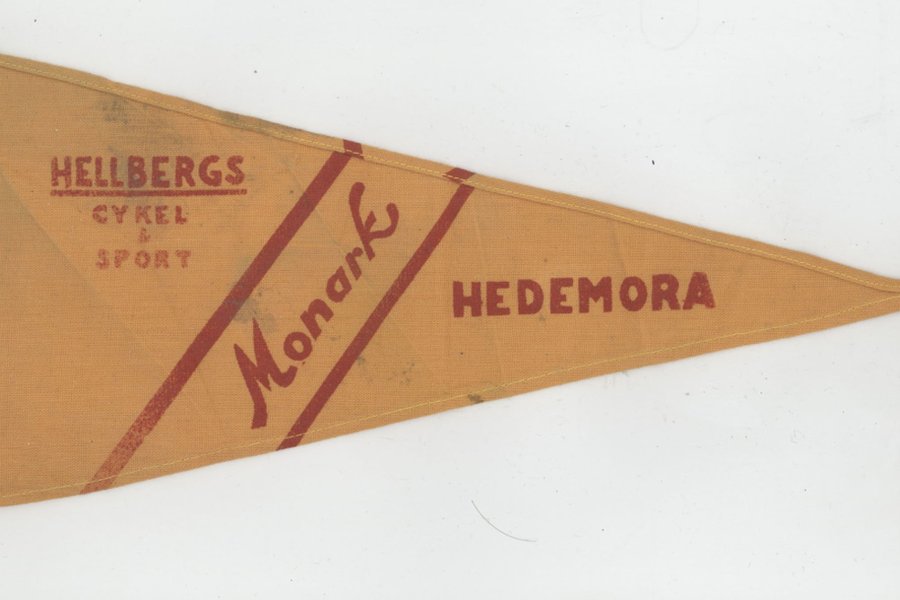 HELLBERGS
CYKEL
&
SPORT
Monark
HEDEMORA